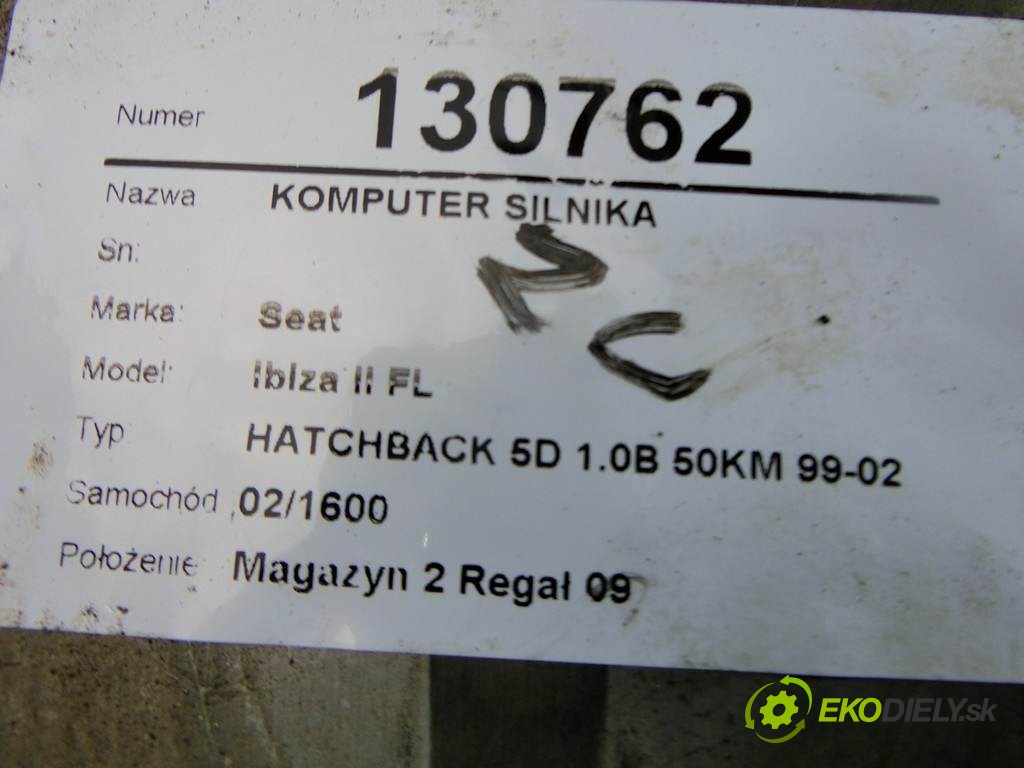 Numer 130762
Nazwa KOMPUTER SILNIKA
Sn:
Marka: Seat
Model: Ibiza II FL
Typ HATCHBACK 5D 1.0B 50KM 99-02
Samochód 02/1600
Położenie Magazyn 2 Regał 09
EKODIELY.sk